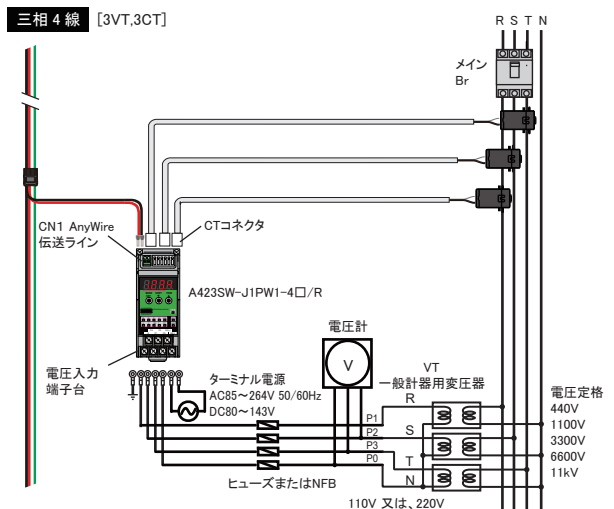 三相４線 [3VT,3CT]
R S T N
メイン
Br
CN1 AnyWire
伝送ライン
CTコネクタ
A423SW-J1PW1-4□/R
電圧計
V
電圧入力
端子台
ターミナル電源
AC85～264V 50/60Hz
DC80～143V
VT
一般計器用変圧器
R
P1
S
P2
P3
T
P0
N
電圧定格
440V
1100V
3300V
6600V
11kV
ヒューズまたはNFB
110V 又は、220V